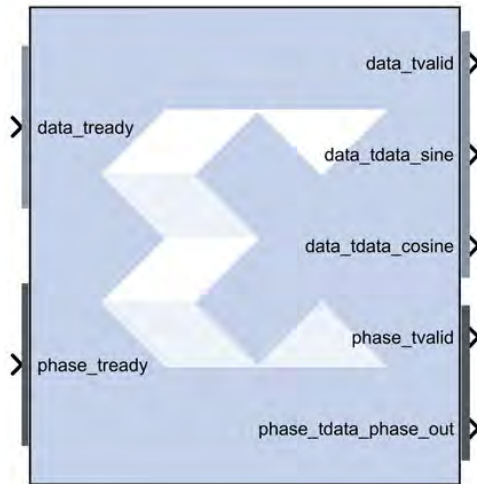 data_tready
phase_tready
data_tvalid
data_tdata_sine
data_tdata_cosine
phase_tvalid
phase_tdata_phase_out